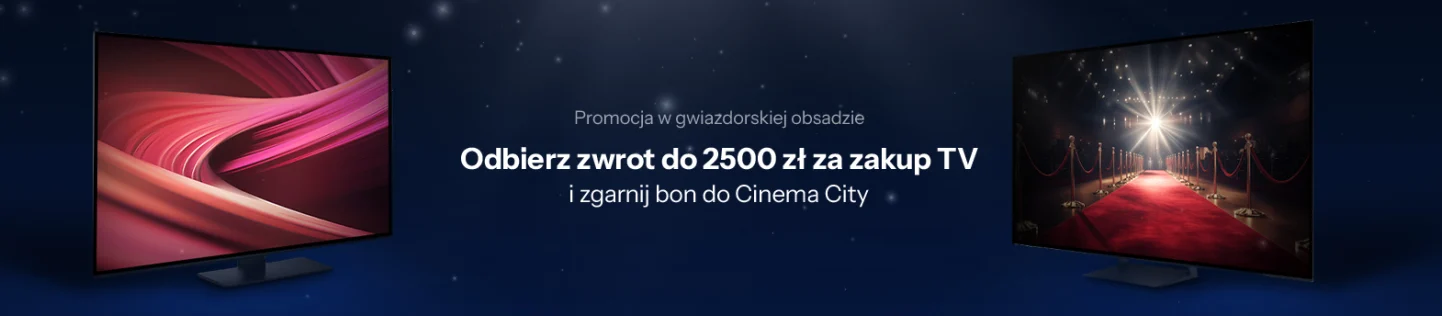 Promocja w gwiazdorskiej obsadzie
Odbierz zwrot do 2500 zł za zakup TV
i zgarnij bon do Cinema City